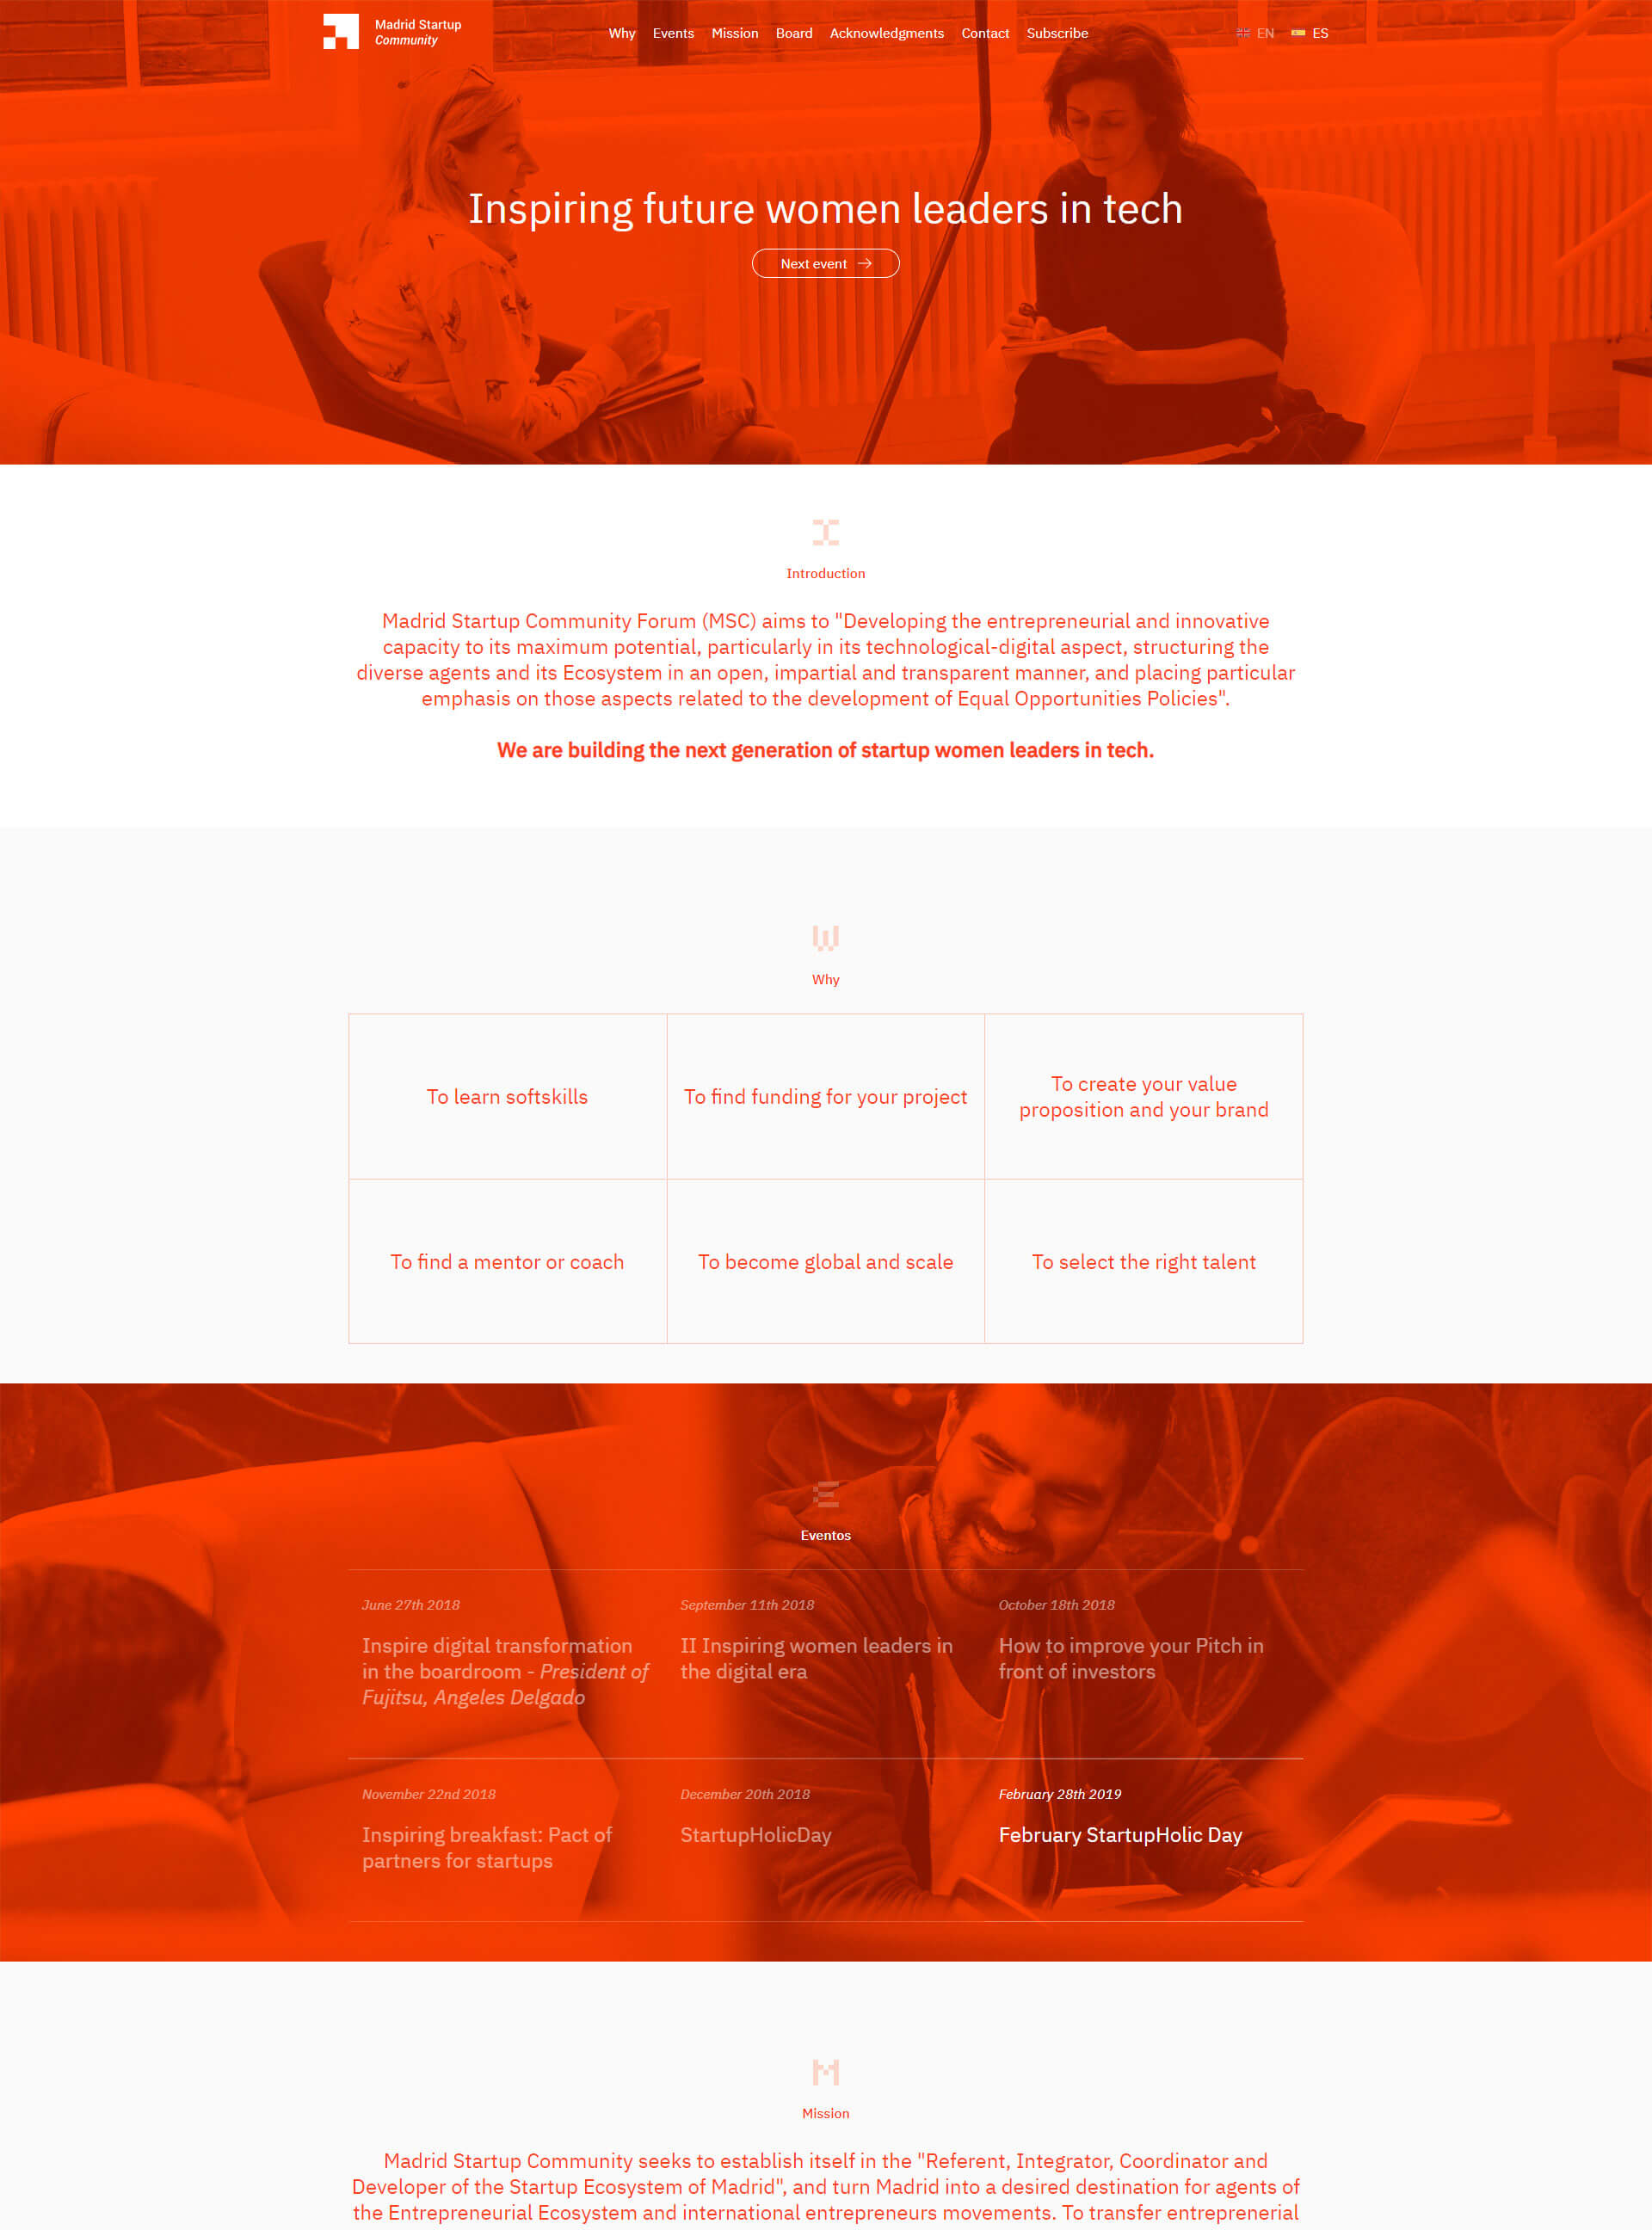 Madrid Startup
Community
Why Events Mission Board Acknowledgments Contact Subscribe
EN ES
Inspiring future women leaders in tech
Next event →
I
Introduction
Madrid Startup Community Forum (MSC) aims to "Developing the entrepreneurial and innovative
capacity to its maximum potential, particularly in its technological-digital aspect, structuring the
diverse agents and its Ecosystem in an open, impartial and transparent manner, and placing particular
emphasis on those aspects related to the development of Equal Opportunities Policies".
We are building the next generation of startup women leaders in tech.
W
Why
To learn softskills
To find funding for your project
To create your value
proposition and your brand
To find a mentor or coach
To become global and scale
To select the right talent
E
Eventos
June 27th 2018
Inspire digital transformation
in the boardroom - President of
Fujitsu, Angeles Delgado
September 11th 2018
II Inspiring women leaders in
the digital era
October 18th 2018
How to improve your Pitch in
front of investors
November 22nd 2018
Inspiring breakfast: Pact of
partners for startups
December 20th 2018
StartupHolicDay
February 28th 2019
February StartupHolic Day
M
Mission
Madrid Startup Community seeks to establish itself in the "Referent, Integrator, Coordinator and
Developer of the Startup Ecosystem of Madrid", and turn Madrid into a desired destination for agents of
the Entrepreneurial Ecosystem and international entrepreneurs movements. To transfer entreprenerial